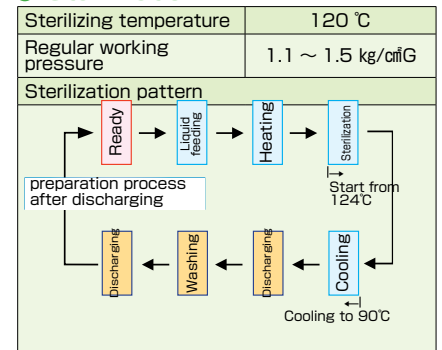 Sterilizing temperature 120 ℃
Regular working pressure 1.1 ~ 1.5 kg/c㎡G
Sterilization pattern
Ready
Liquid feeding
Heating
Sterilization
preparation process
after discharging
Start from
124℃
Discharging
Washing
Discharging
Cooling
Cooling to 90℃